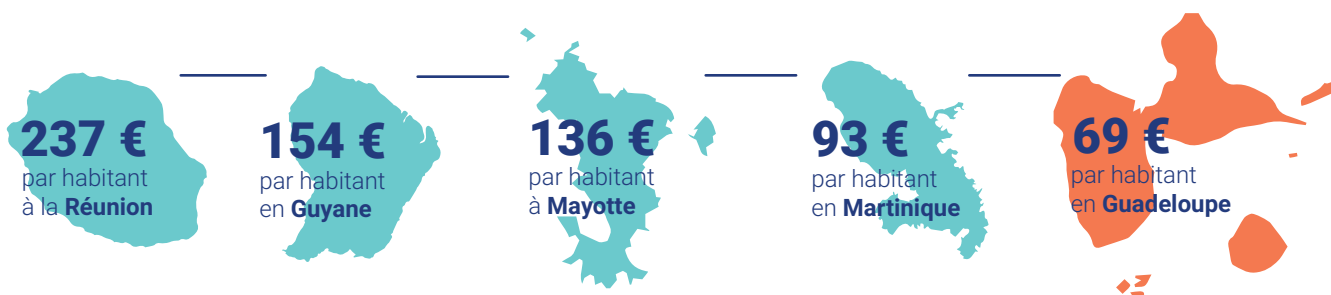 237 €
par habitant
à la Réunion
154 €
par habitant
en Guyane
136 €
par habitant
à Mayotte
93 €
par habitant
en Martinique
69 €
par habitant
en Guadeloupe